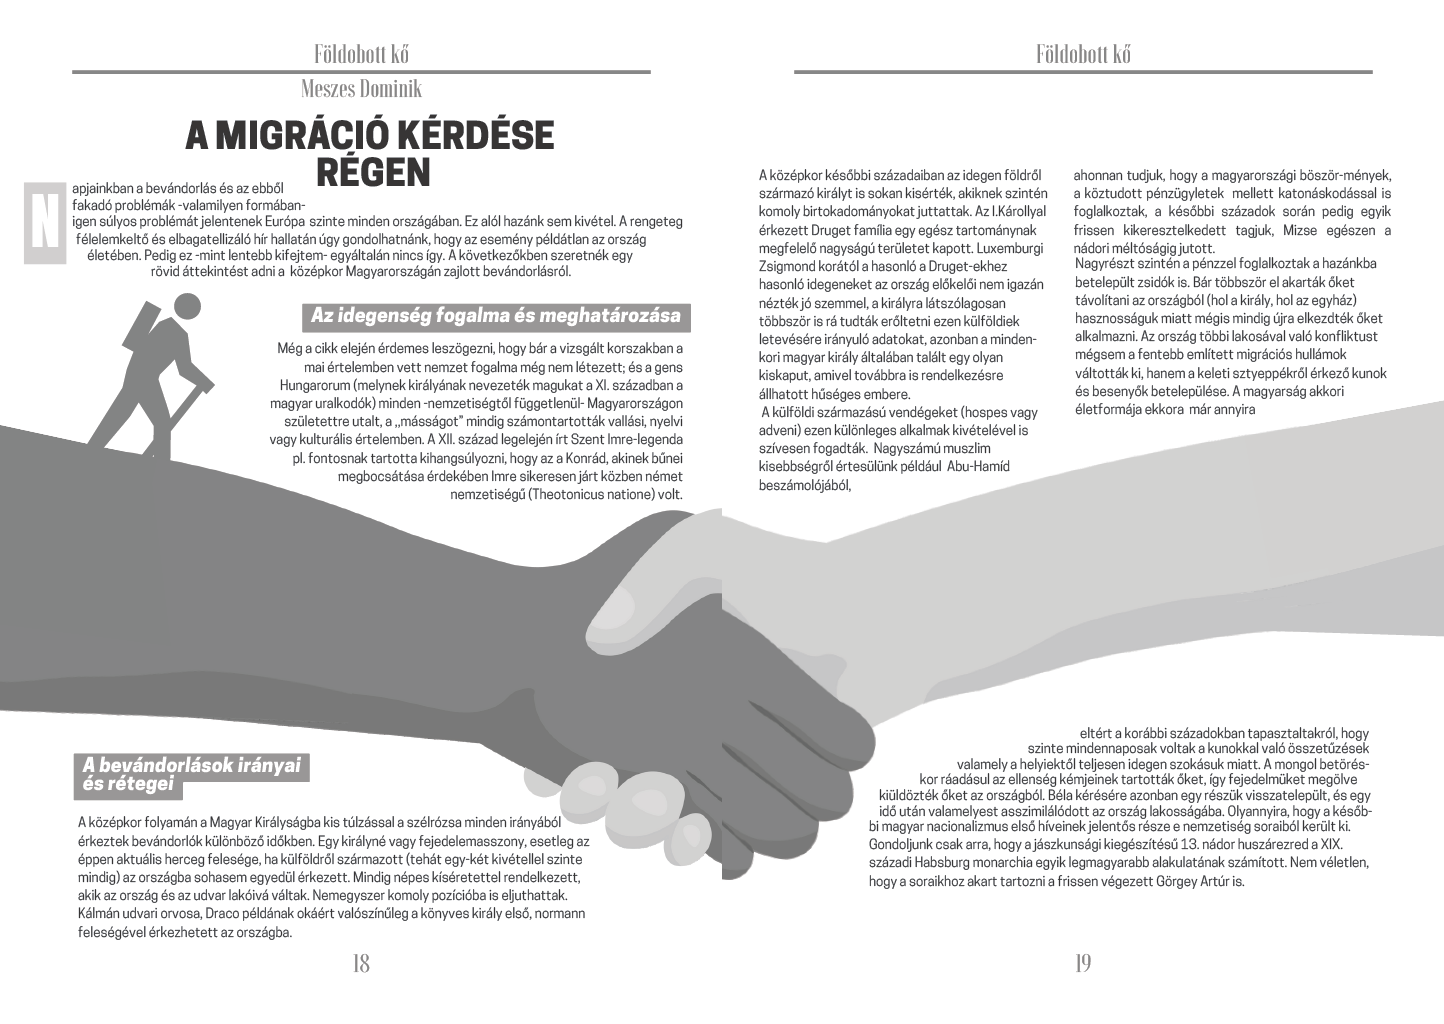 Földobott kő
Meszes Dominik
A MIGRÁCIÓ KÉRDÉSE
RÉGEN
N
apjainkban a bevándorlás és az ebből
fakadó problémák -valamilyen formában-
igen súlyos problémát jelentenek Európa szinte minden országában. Ez alól hazánk sem kivétel. A rengeteg
félelemkeltő és elbagatellizáló hír hallatán úgy gondolhatnánk, hogy az esemény példátlan az ország
életében. Pedig ez -mint lentebb kifejtem- egyáltalán nincs így. A következőkben szeretnék egy
rövid áttekintést adni a középkor Magyarországán zajlott bevándorlásról.
Az idegenség fogalma és meghatározása
Még a cikk elején érdemes leszögezni, hogy bár a vizsgált korszakban a
mai értelemben vett nemzet fogalma még nem létezett; és a gens
Hungarorum (melynek királyának nevezeték magukat a XI. században a
magyar uralkodók) minden -nemzetiségtől függetlenül- Magyarországon
születettre utalt, a ,,másságot” mindig számontartották vallási, nyelvi
vagy kulturális értelemben. A XII. század legelején írt Szent Imre-legenda
pl. fontosnak tartotta kihangsúlyozni, hogy az a Konrád, akinek bűnei
megbocsátása érdekében Imre sikeresen járt közben német
nemzetiségű (Theotonicus natione) volt.
A bevándorlások irányai
és rétegei
A középkor folyamán a Magyar Királyságba kis túlzással a szélrózsa minden irányából
érkeztek bevándorlók különböző időkben. Egy királyné vagy fejedelemasszony, esetleg az
éppen aktuális herceg felesége, ha külföldről származott (tehát egy-két kivétellel szinte
mindig) az országba sohasem egyedül érkezett. Mindig népes kísérettel rendelkezett,
akik az ország és az udvar lakóivá váltak. Nemegyszer komoly pozícióba is eljuthattak.
Kálmán udvari orvosa, Draco példának okáért valószínűleg a könyves király első, normann
feleségével érkezhetett az országba.
18
Földobott kő
A középkor későbbi századaiban az idegen földről
származó királyt is sokan kisérték, akiknek szintén
komoly birtokadományokat juttattak. Az I.Károllyal
érkezett Druget família egy egész tartománynak
megfelelő nagyságú területet kapott. Luxemburgi
Zsigmond korától a hasonló a Druget-ekhez
hasonló idegeneket az ország előkelői nem igazán
nézték jó szemmel, a királyra látszólagosan
többször is rá tudták erőltetni ezen külföldiek
letevésére irányuló adatokat, azonban a minden-
kori magyar király általában talált egy olyan
kiskaput, amivel továbbra is rendelkezésre
állhatott hűséges embere.
A külföldi származású vendégeket (hospes vagy
adveni) ezen különleges alkalmak kivételével is
szívesen fogadták. Nagyszámú muszlim
kisebbségről értesülünk például Abu-Hamíd
beszámolójából,
ahonnan tudjuk, hogy a magyarországi böször-mények,
a köztudott pénzügyletek mellett katonáskodással is
foglalkoztak, a későbbi századok során pedig egyik
frissen kikeresztelkedett tagjuk, Mizse egészen a
nádori méltóságig jutott.
Nagyrészt szintén a pénzzel foglalkoztak a hazánkba
betelepült zsidók is. Bár többször el akarták őket
távolítani az országból (hol a király, hol az egyház)
hasznosságuk miatt mégis mindig újra elkezdték őket
alkalmazni. Az ország többi lakosával való konfliktust
mégsem a fentebb említett migrációs hullámok
váltották ki, hanem a keleti sztyeppékről érkező kunok
és besenyők betelepülése. A magyarság akkori
életformája ekkora már annyira
eltért a korábbi századokban tapasztaltakról, hogy
szinte mindennaposak voltak a kunokkal való összetűzések
valamely a helyiektől teljesen idegen szokásuk miatt. A mongol betörés-
kor ráadásul az ellenség kémjeinek tartották őket, így fejedelmüket megölve
kiüldözték őket az országból. Béla kérésére azonban egy részük visszatelepült, és egy
idő után valamelyest asszimilálódott az ország lakosságába. Olyannyira, hogy a későb-
bi magyar nacionalizmus első híveinek jelentős része e nemzetiség soraiból került ki.
Gondoljunk csak arra, hogy a jászkunsági kiegészítésű 13. nádor huszárezred a XIX.
századi Habsburg monarchia egyik legmagyarabb alakulatának számított. Nem véletlen,
hogy a soraikhoz akart tartozni a frissen végezett Görgey Artúr is.
19